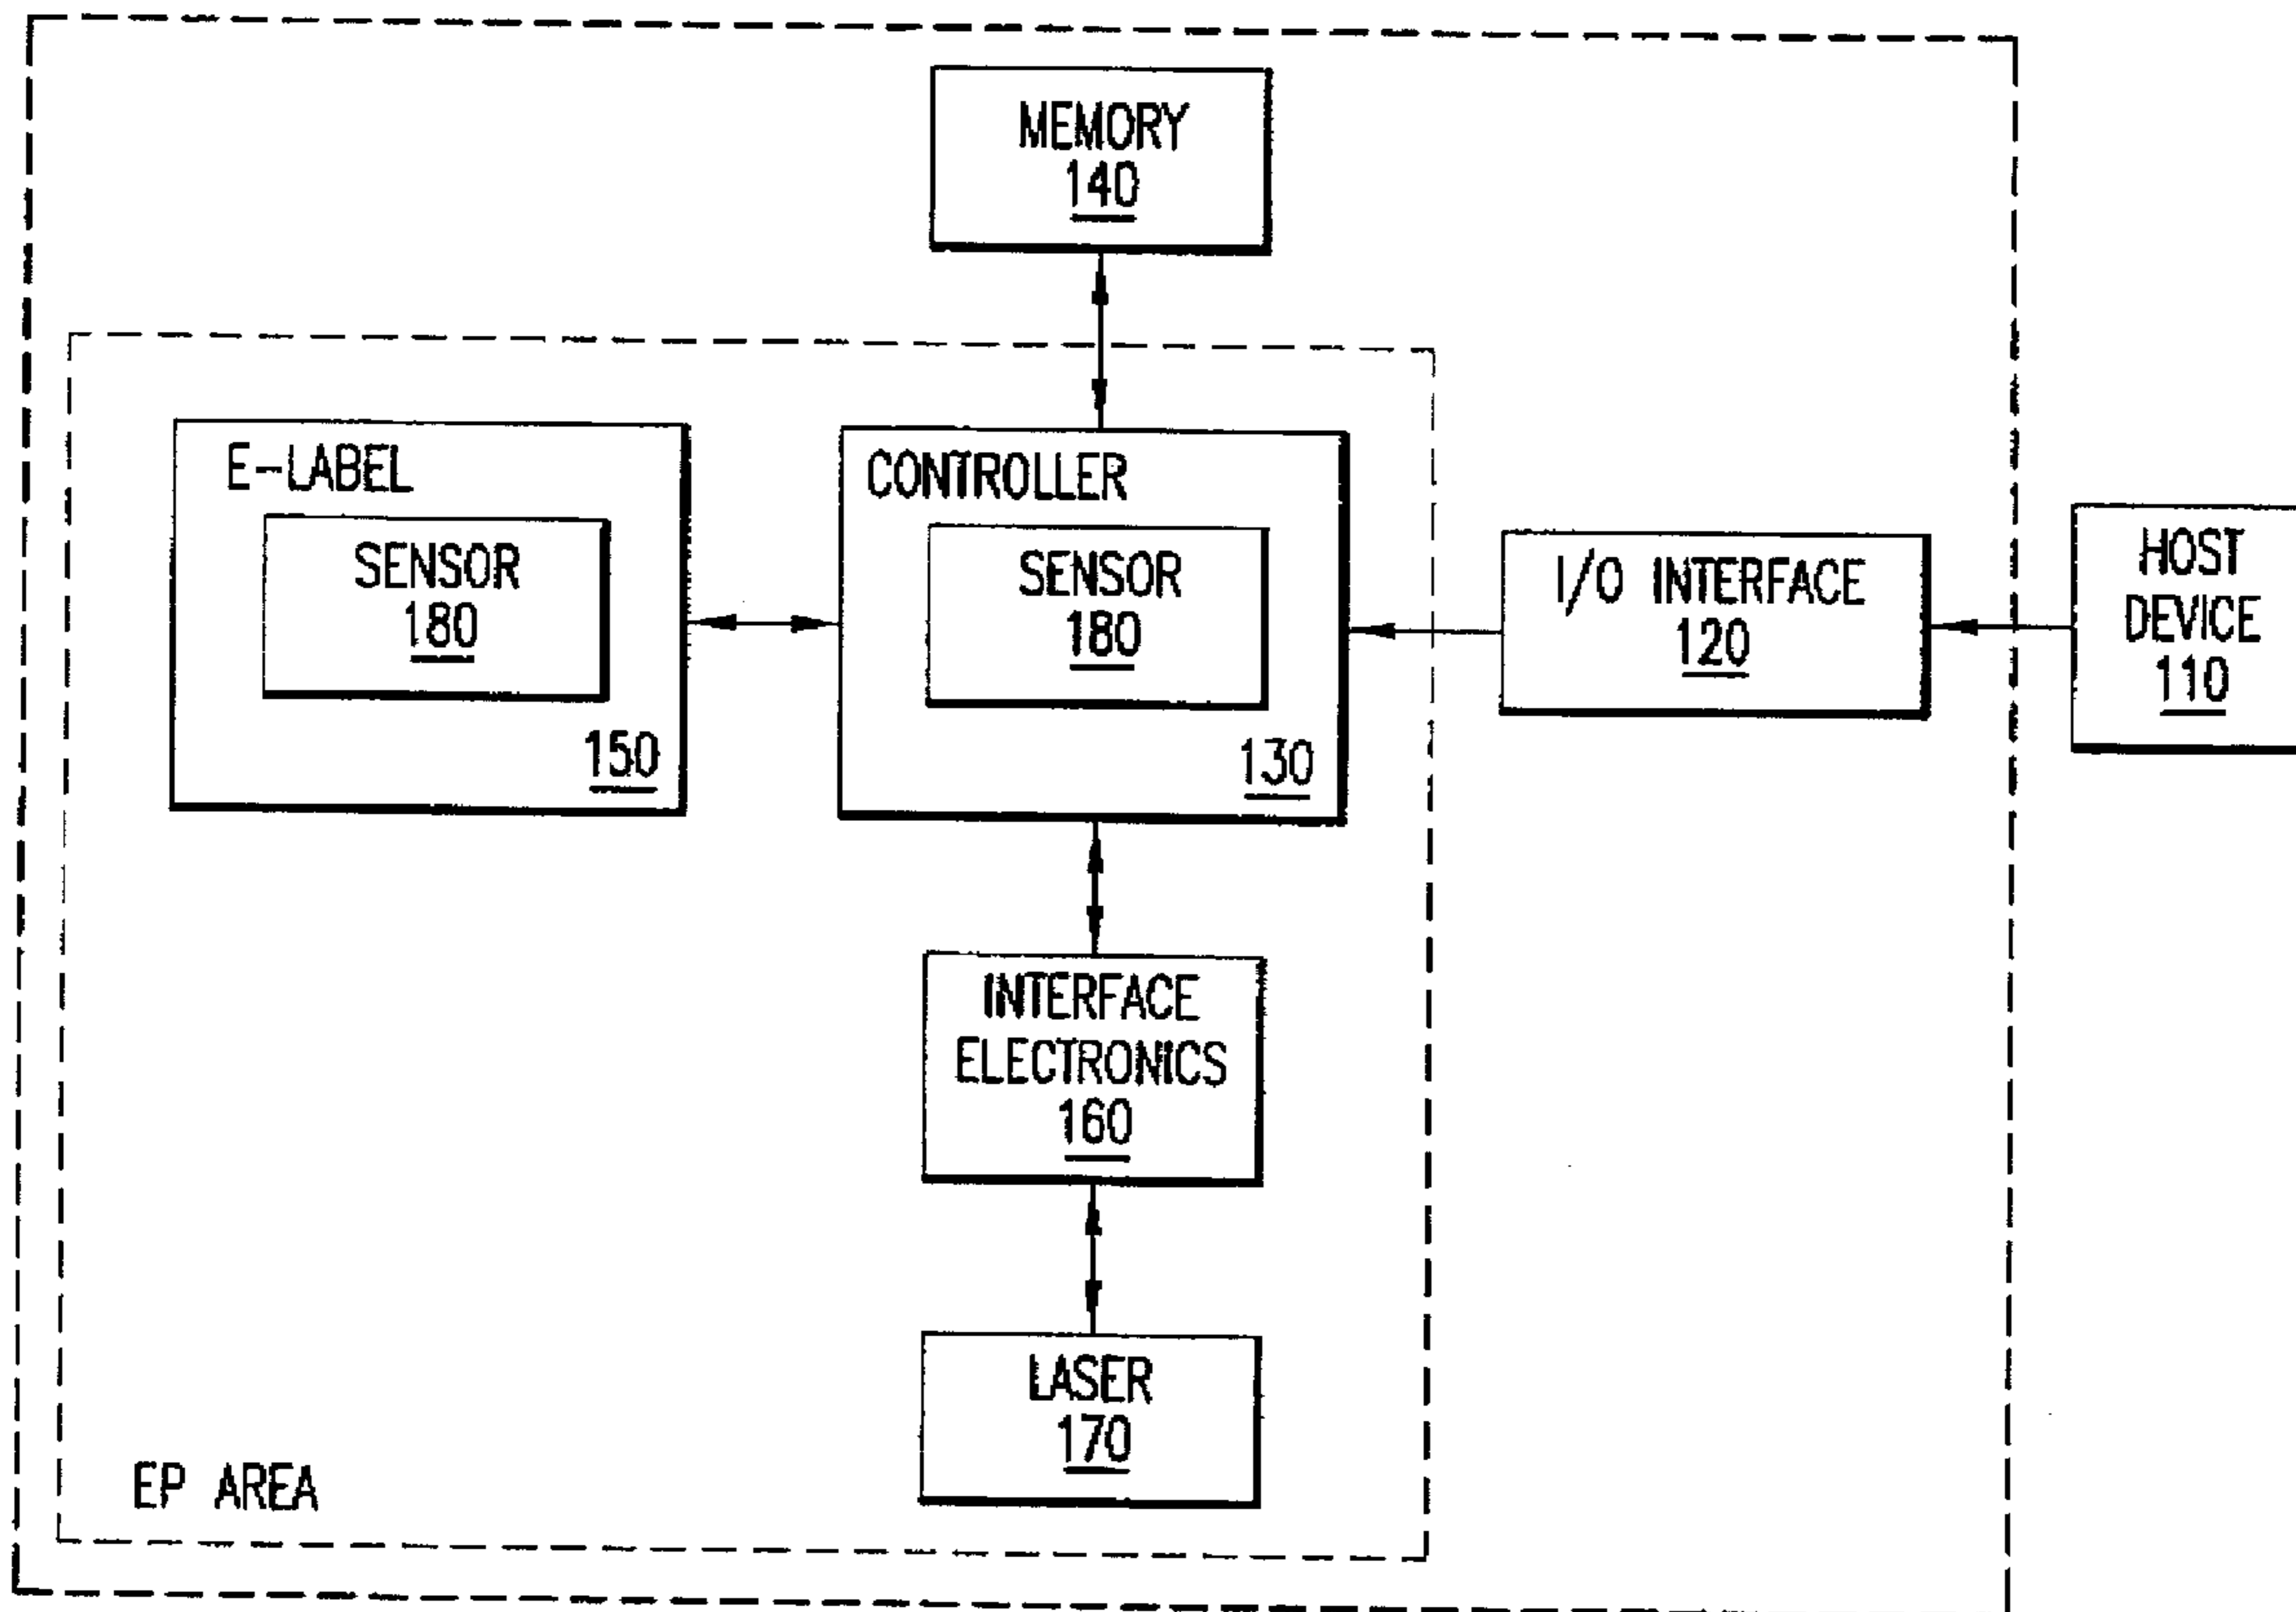 MEMORY
140
E-LABEL
SENSOR
180
150
CONTROLLER
SENSOR
180
130
I/O INTERFACE
120
HOST
DEVICE
110
INTERFACE
ELECTRONICS
160
LASER
170
EP AREA